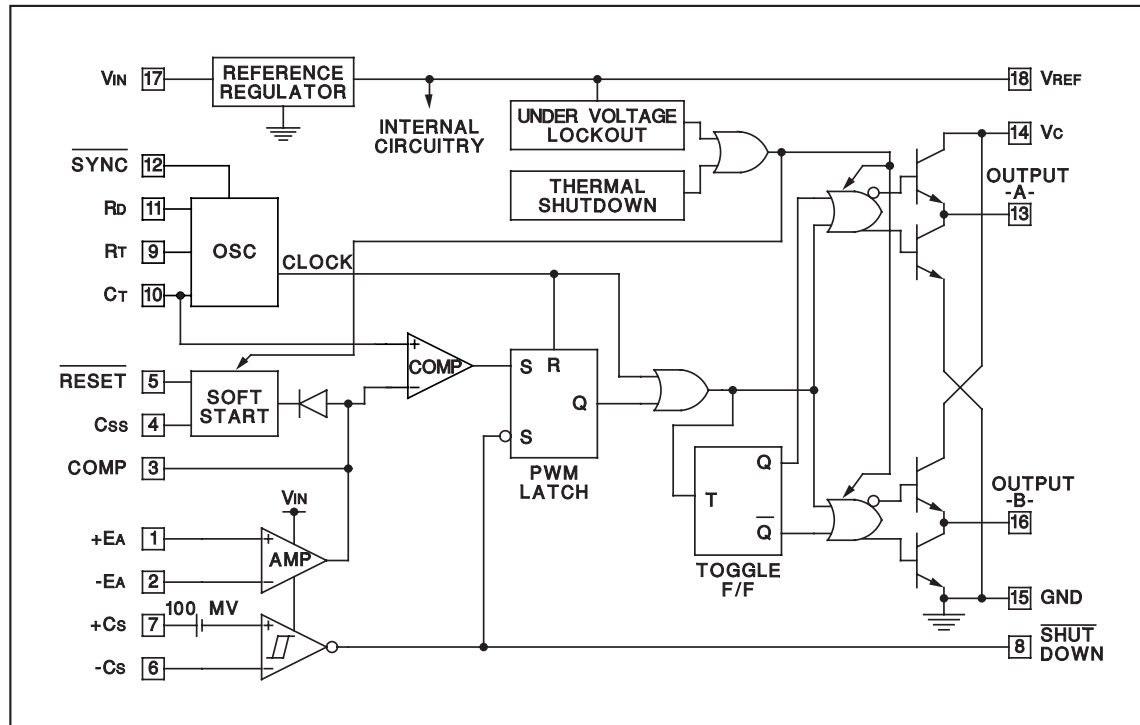 VIN 17 REFERENCE REGULATOR 18 VREF
INTERNAL CIRCUITRY
UNDER VOLTAGE LOCKOUT
THERMAL SHUTDOWN
14 VC
OUTPUT -A-
13
SYNC 12
RD 11
RT 9
CT 10
OSC
CLOCK
RESET 5
CSS 4
SOFT START
COMP 3
+ COMP −
S R
Q
S
PWM LATCH
Q
T
Q
TOGGLE F/F
OUTPUT -B-
16
VIN
+EA 1
-EA 2
+ AMP −
+CS 7 100 MV
-CS 6
+
−
15 GND
8 SHUT DOWN